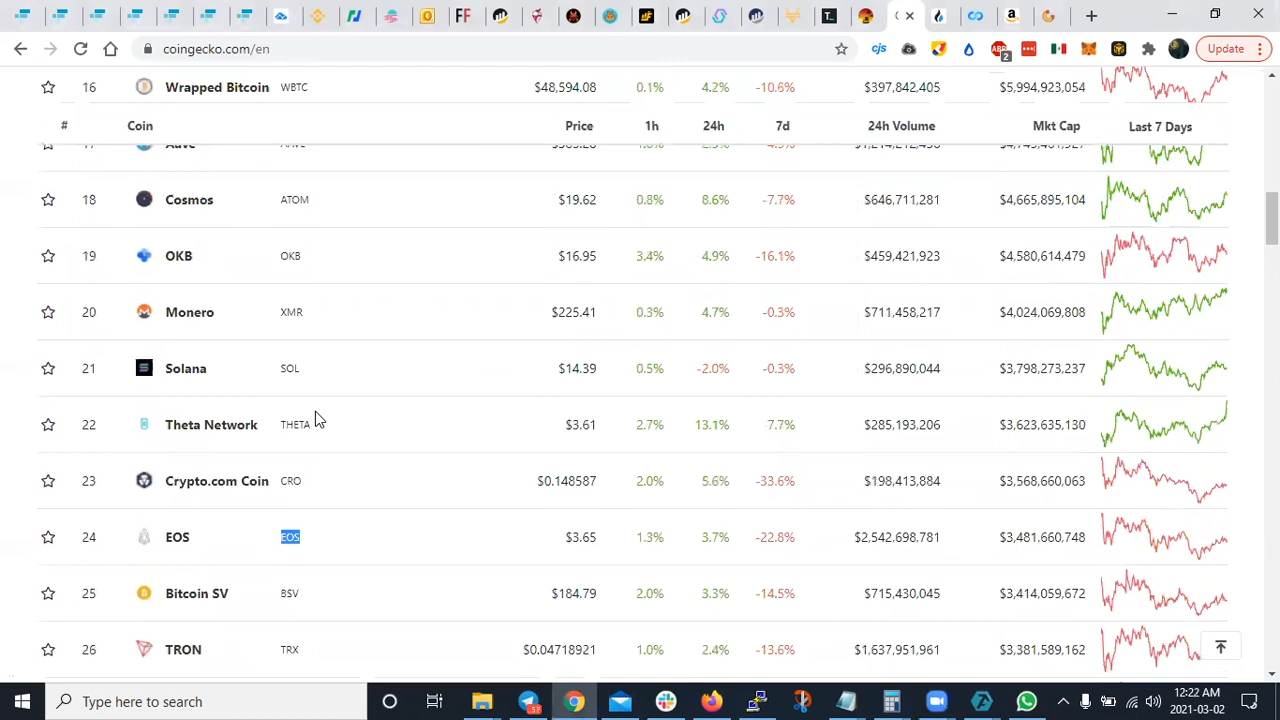 coingecko.com/en
Update
2
16 Wrapped Bitcoin WBTC $48,594.08 0.1% 4.2% -10.6% $397,842,405 $5,994,923,054
# Coin Price 1h 24h 7d 24h Volume Mkt Cap Last 7 Days
18 Cosmos ATOM $19.62 0.8% 8.6% -7.7% $646,711,281 $4,665,895,104
19 OKB OKB $16.95 3.4% 4.9% -16.1% $459,421,923 $4,580,614,479
20 Monero XMR $225.41 0.3% 4.7% -0.3% $711,458,217 $4,024,069,808
21 Solana SOL $14.39 0.5% -2.0% -0.3% $296,890,044 $3,798,273,237
22 Theta Network THETA $3.61 2.7% 13.1% 7.7% $285,193,206 $3,623,635,130
23 Crypto.com Coin CRO $0.148587 2.0% 5.6% -33.6% $198,413,884 $3,568,660,063
24 EOS EOS $3.65 1.3% 3.7% -22.8% $2,542,698,781 $3,481,660,748
25 Bitcoin SV BSV $184.79 2.0% 3.3% -14.5% $715,430,045 $3,414,059,672
26 TRON TRX $0.04718921 1.0% 2.4% -13.6% $1,637,951,961 $3,381,589,162
Type here to search
12:22 AM
2021-03-02